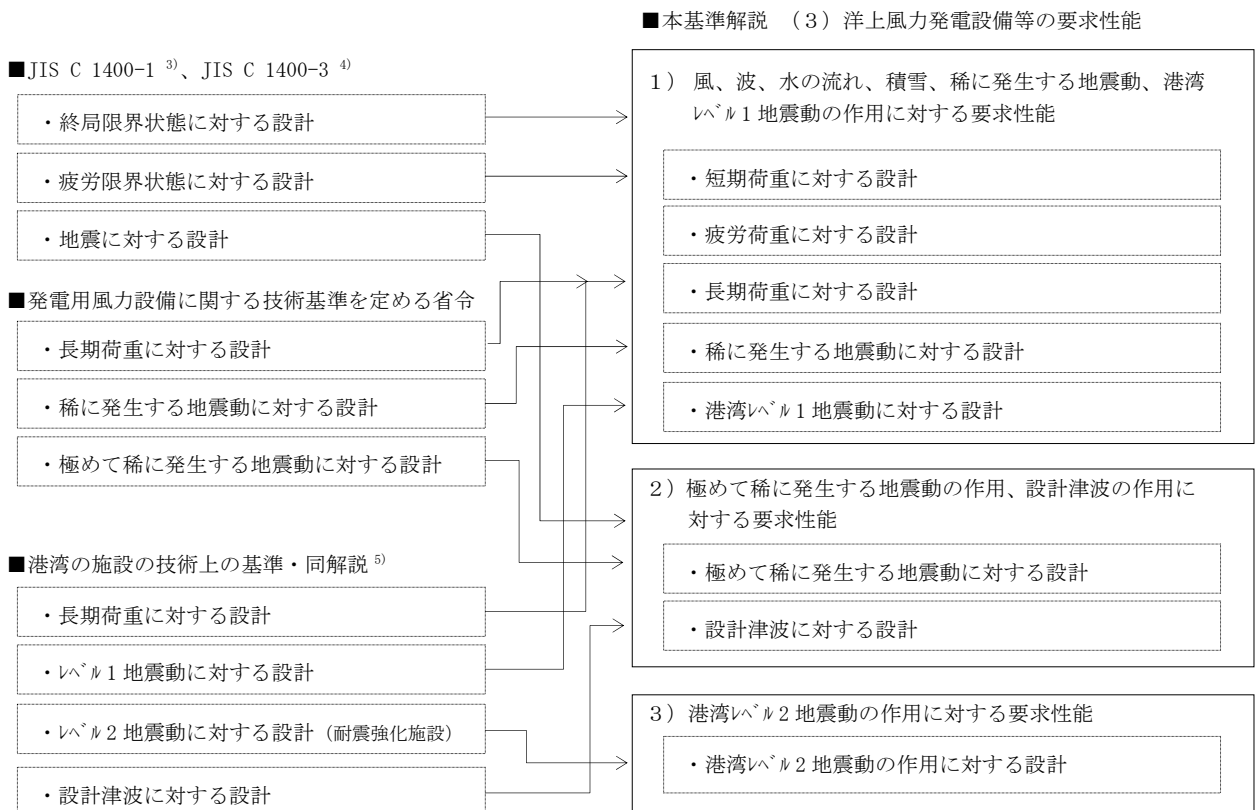 ■本基準解説 （３）洋上風力発電設備等の要求性能
■JIS C 1400-1 3)、JIS C 1400-3 4)
・終局限界状態に対する設計
・疲労限界状態に対する設計
・地震に対する設計
■発電用風力設備に関する技術基準を定める省令
・長期荷重に対する設計
・稀に発生する地震動に対する設計
・極めて稀に発生する地震動に対する設計
■港湾の施設の技術上の基準・同解説 5)
・長期荷重に対する設計
・ﾚﾍﾞﾙ１地震動に対する設計
・ﾚﾍﾞﾙ２地震動に対する設計（耐震強化施設）
・設計津波に対する設計
１） 風、波、水の流れ、積雪、稀に発生する地震動、港湾
ﾚﾍﾞﾙ１地震動の作用に対する要求性能
・短期荷重に対する設計
・疲労荷重に対する設計
・長期荷重に対する設計
・稀に発生する地震動に対する設計
・港湾ﾚﾍﾞﾙ１地震動に対する設計
２）極めて稀に発生する地震動の作用、設計津波の作用に
対する要求性能
・極めて稀に発生する地震動に対する設計
・設計津波に対する設計
３）港湾ﾚﾍﾞﾙ２地震動の作用に対する要求性能
・港湾ﾚﾍﾞﾙ２地震動の作用に対する設計